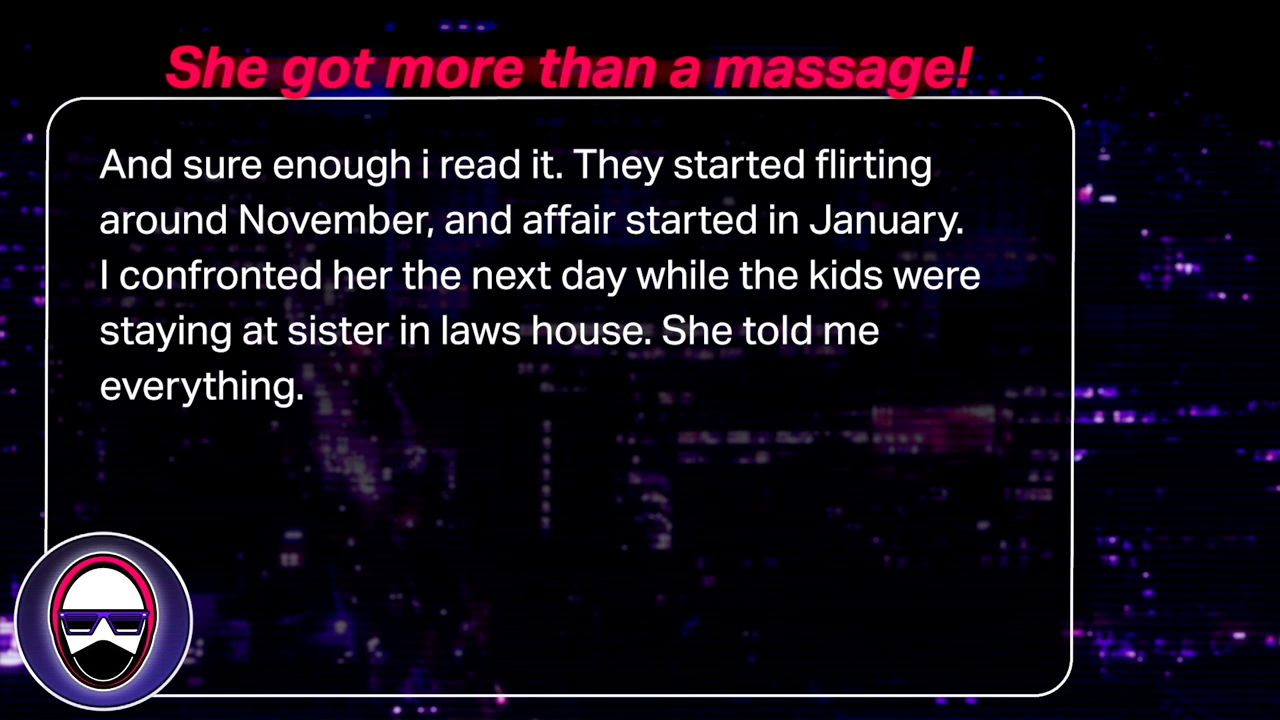 She got more than a massage!
And sure enough i read it. They started flirting
around November, and affair started in January.
I confronted her the next day while the kids were
staying at sister in laws house. She told me
everything.